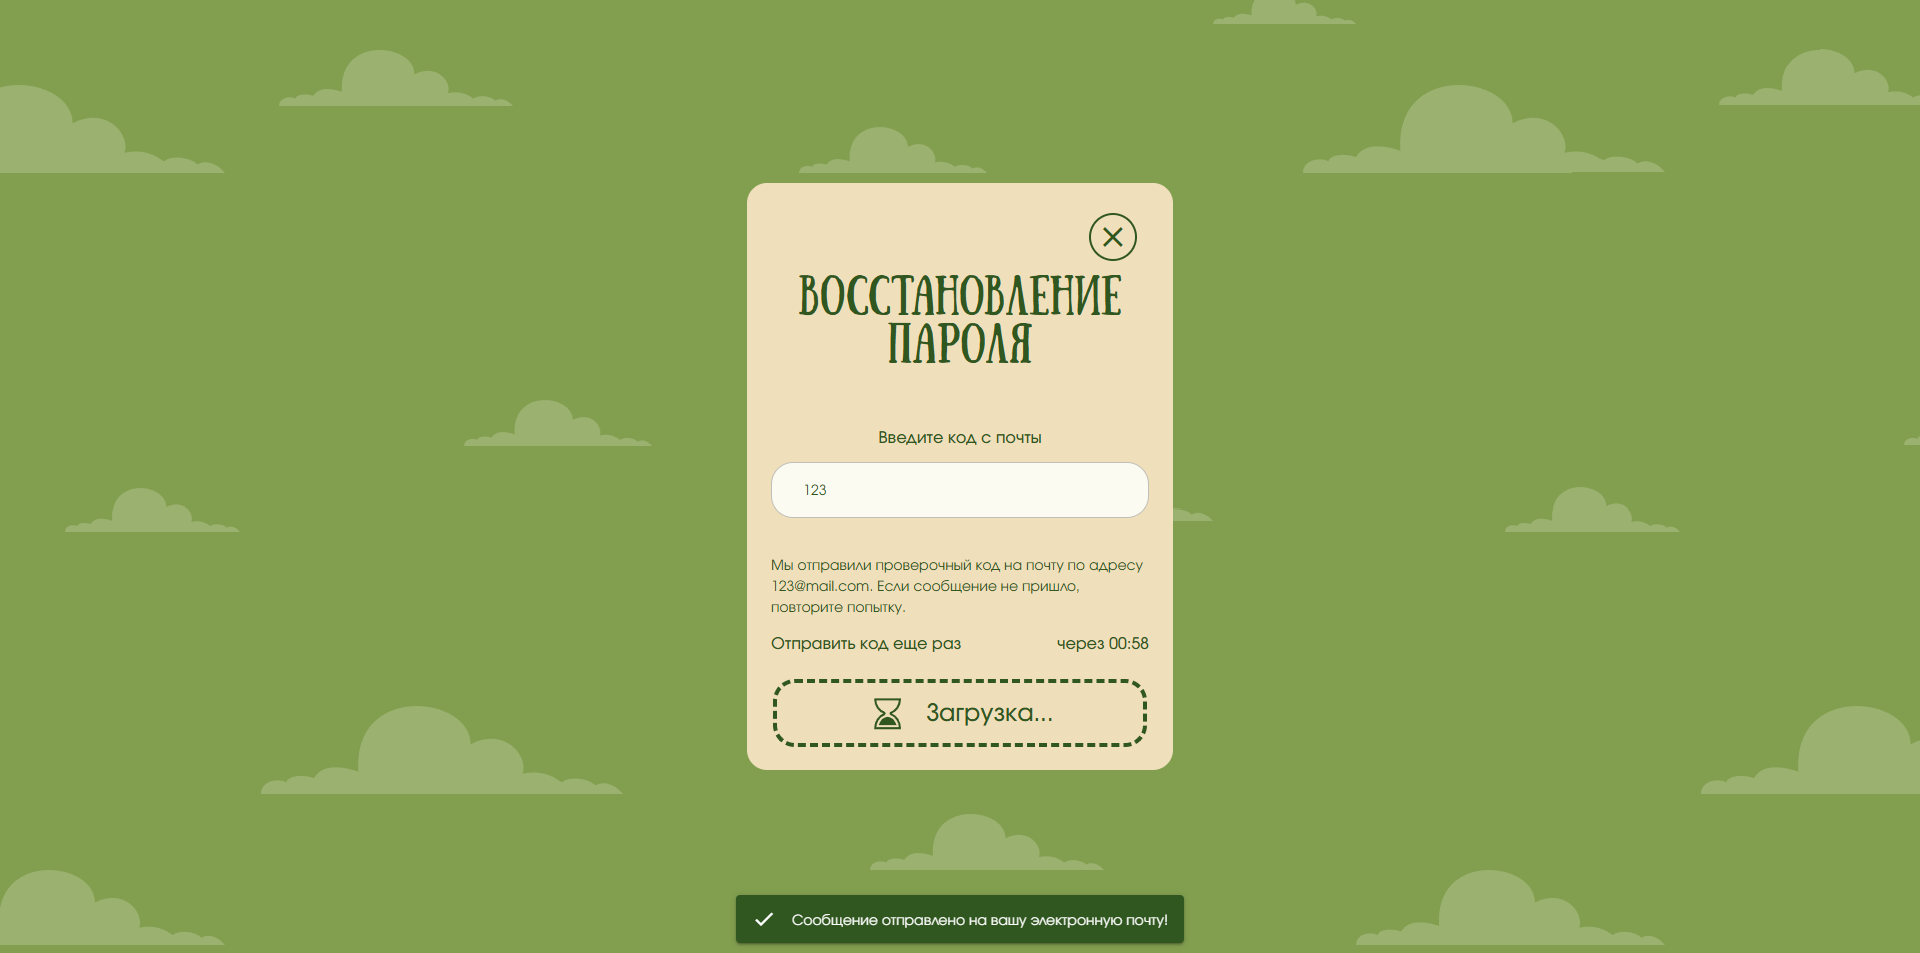 ВОССТАНОВЛЕНИЕ
ПАРОЛЯ
Введите код с почты
123
Мы отправили проверочный код на почту по адресу
123@mail.com. Если сообщение не пришло,
повторите попытку.
Отправить код еще раз через 00:58
Загрузка...
Сообщение отправлено на вашу электронную почту!